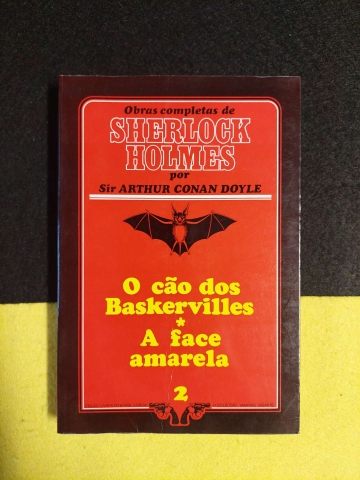 Obras completas de
SHERLOCK
HOLMES
por
Sir ARTHUR CONAN DOYLE
O cão dos
Baskervilles
*
A face
amarela
2